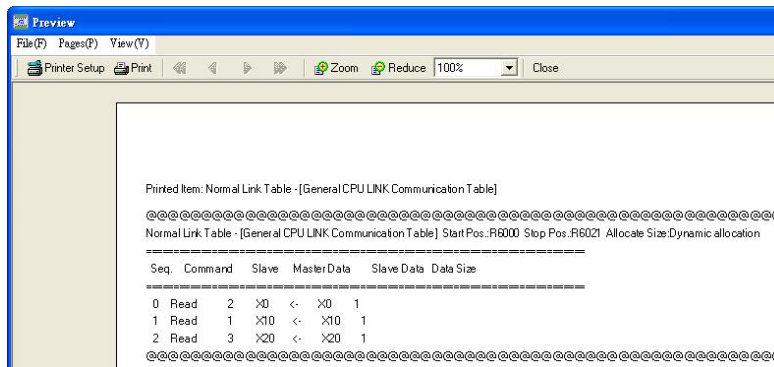 Preview
File(F) Pages(P) View(V)
Printer Setup Print Zoom Reduce 100% Close
Printed Item: Normal Link Table - [General CPU LINK Communication Table]
@@@@@@@@@@@@@@@@@@@@@@@@@@@@@@@@@@@@@@@@@@@@@@@@@@@@@@@@@
Normal Link Table - [General CPU LINK Communication Table] Start Pos.:R6000 Stop Pos.:R6021 Allocate Size:Dynamic allocation
==========================================================
Seq. Command Slave Master Data Slave Data Data Size
==========================================================
0 Read 2 X0 <- X0 1
1 Read 1 X10 <- X10 1
2 Read 3 X20 <- X20 1
@@@@@@@@@@@@@@@@@@@@@@@@@@@@@@@@@@@@@@@@@@@@@@@@@@@@@@@@@